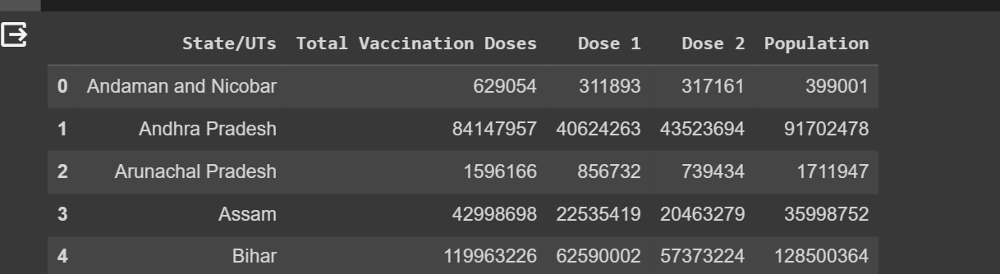 State/UTs Total Vaccination Doses Dose 1 Dose 2 Population
0 Andaman and Nicobar 629054 311893 317161 399001
1 Andhra Pradesh 84147957 40624263 43523694 91702478
2 Arunachal Pradesh 1596166 856732 739434 1711947
3 Assam 42998698 22535419 20463279 35998752
4 Bihar 119963226 62590002 57373224 128500364